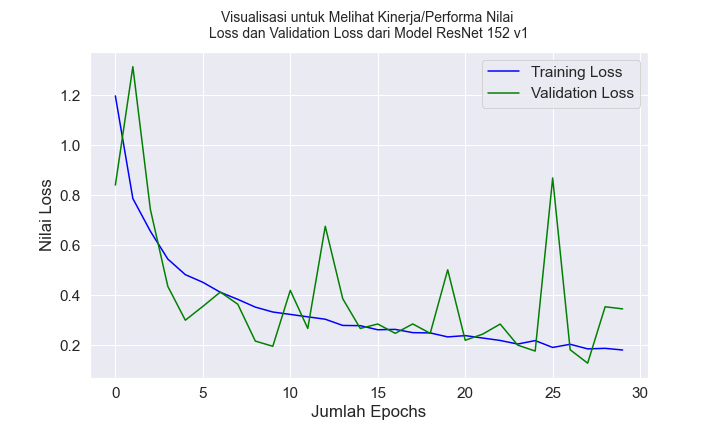 Visualisasi untuk Melihat Kinerja/Performa Nilai
Loss dan Validation Loss dari Model ResNet 152 v1
Training Loss
Validation Loss
Nilai Loss
1.2
1.0
0.8
0.6
0.4
0.2
0 5 10 15 20 25 30
Jumlah Epochs